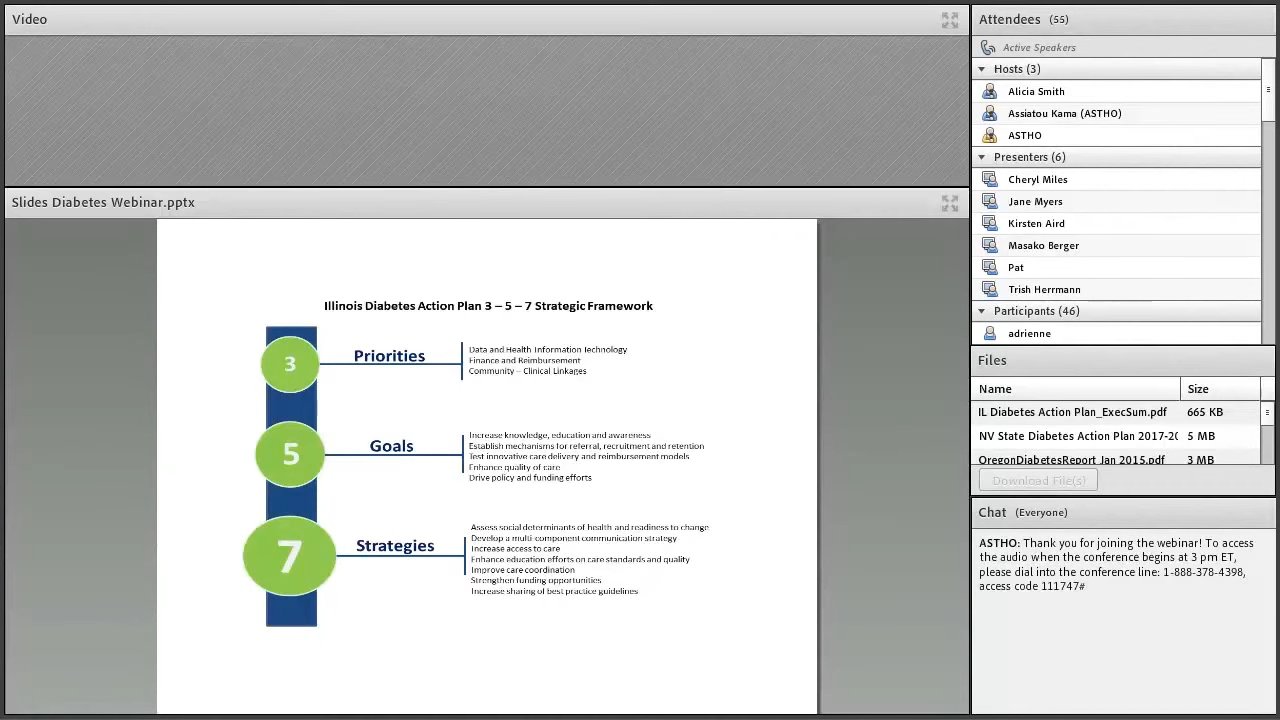 Video
Slides Diabetes Webinar.pptx
Illinois Diabetes Action Plan 3 – 5 – 7 Strategic Framework
3
Priorities
Data and Health Information Technology
Finance and Reimbursement
Community – Clinical Linkages
5
Goals
Increase knowledge, education and awareness
Establish mechanisms for referral, recruitment and retention
Test innovative care delivery and reimbursement models
Enhance quality of care
Drive policy and funding efforts
7
Strategies
Assess social determinants of health and readiness to change
Develop a multi-component communication strategy
Increase access to care
Enhance education efforts on care standards and quality
Improve care coordination
Strengthen funding opportunities
Increase sharing of best practice guidelines
Attendees (55)
Active Speakers
Hosts (3)
Alicia Smith
Assiatou Kama (ASTHO)
ASTHO
Presenters (6)
Cheryl Miles
Jane Myers
Kirsten Aird
Masako Berger
Pat
Trish Herrmann
Participants (46)
adrienne
Files
Name Size
IL Diabetes Action Plan_ExecSum.pdf 665 KB
NV State Diabetes Action Plan 2017-20 5 MB
OregonDiabetesReport Jan 2015.pdf 3 MB
Download File(s)
Chat (Everyone)
ASTHO: Thank you for joining the webinar! To access
the audio when the conference begins at 3 pm ET,
please dial into the conference line: 1-888-378-4398,
access code 111747#